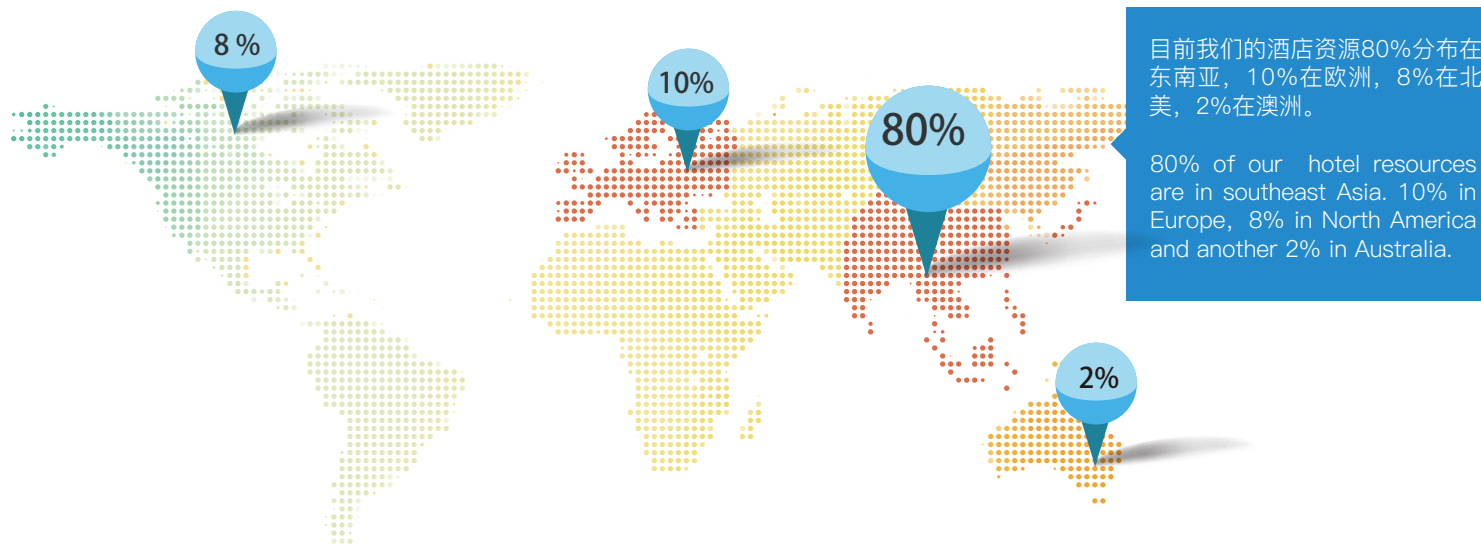 8 %
10%
80%
2%
目前我们的酒店资源80%分布在
东南亚，10%在欧洲，8%在北
美，2%在澳洲。
80% of our hotel resources
are in southeast Asia. 10% in
Europe, 8% in North America
and another 2% in Australia.